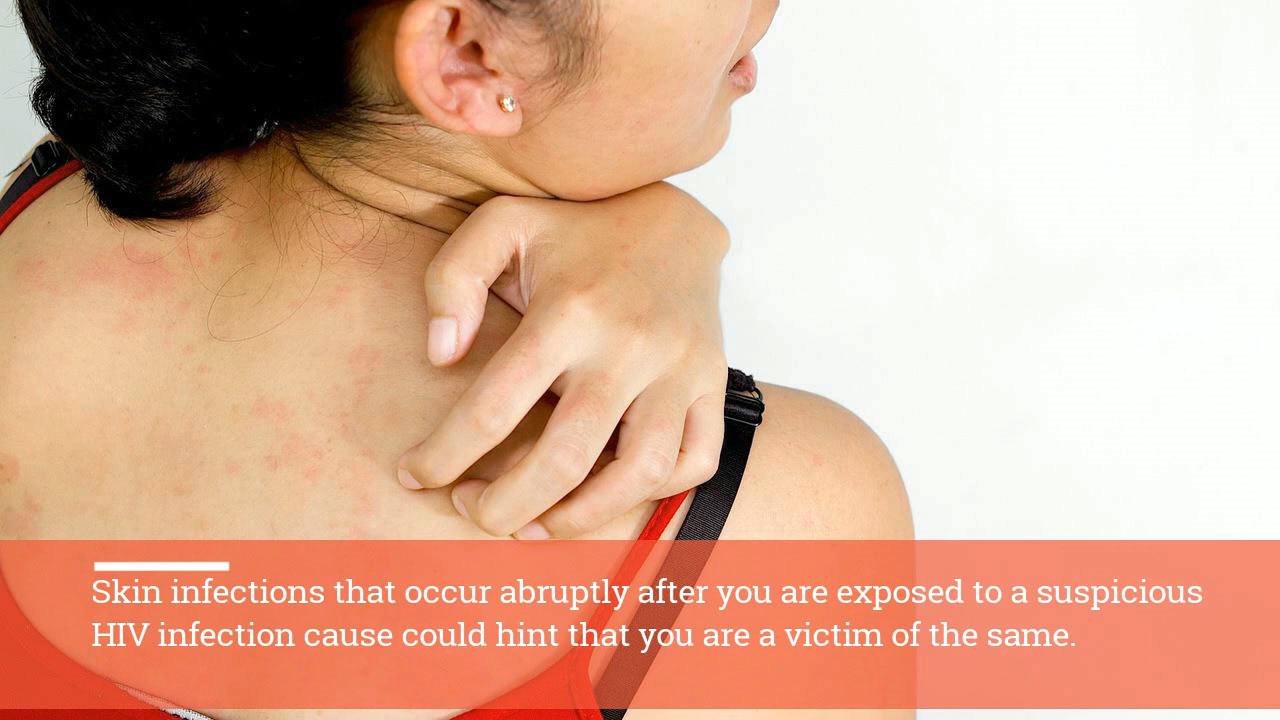 Skin infections that occur abruptly after you are exposed to a suspicious
HIV infection cause could hint that you are a victim of the same.